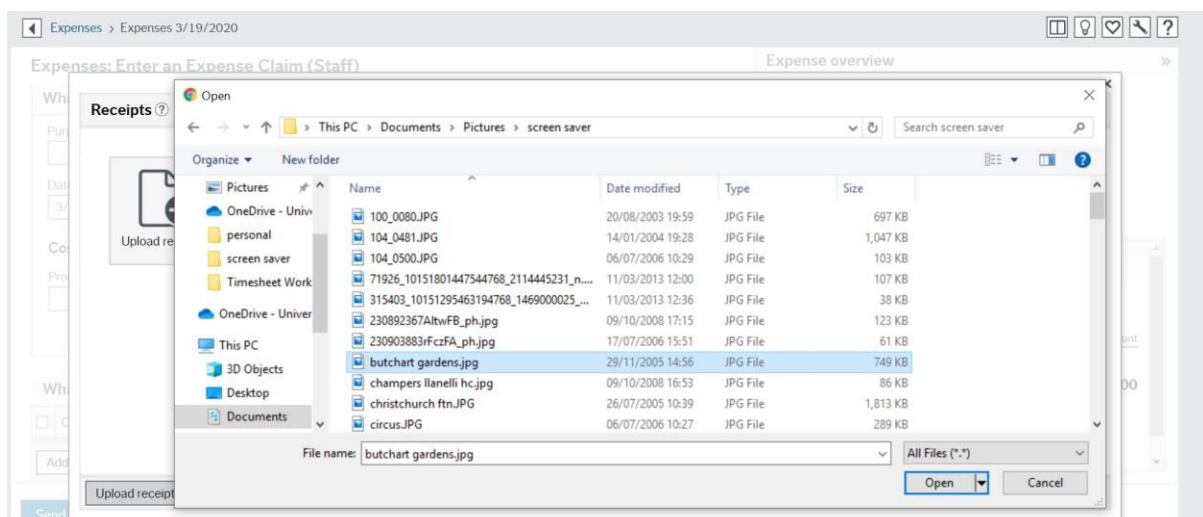 Expenses > Expenses 3/19/2020
Expenses: Enter an Expense Claim (Staff)
Expense overview
Receipts
Open
This PC > Documents > Pictures > screen saver
Search screen saver
Organize
New folder
Pictures
OneDrive - Unive
personal
screen saver
Timesheet Work
OneDrive - Univer
This PC
3D Objects
Desktop
Documents
Name Date modified Type Size
100_0080.JPG 20/08/2003 19:59 JPG File 697 KB
104_0481.JPG 14/01/2004 19:28 JPG File 1,047 KB
104_0500.JPG 06/07/2006 10:29 JPG File 103 KB
71926_10151801447544768_2114445231_n.... 11/03/2013 12:00 JPG File 107 KB
315403_10151295463194768_1469000025_... 11/03/2013 12:36 JPG File 38 KB
230892367AltwFB_ph.jpg 09/10/2008 17:15 JPG File 123 KB
230903883rFczFA_ph.jpg 17/07/2006 15:51 JPG File 61 KB
butchart gardens.jpg 29/11/2005 14:56 JPG File 749 KB
champers llanelli hc.jpg 09/10/2008 16:53 JPG File 86 KB
christchurch ftn.JPG 26/07/2005 10:39 JPG File 1,813 KB
circus.JPG 06/07/2006 10:27 JPG File 289 KB
File name: butchart gardens.jpg
All Files (*.*)
Open
Cancel
Upload re
Upload receipt
Add
Send